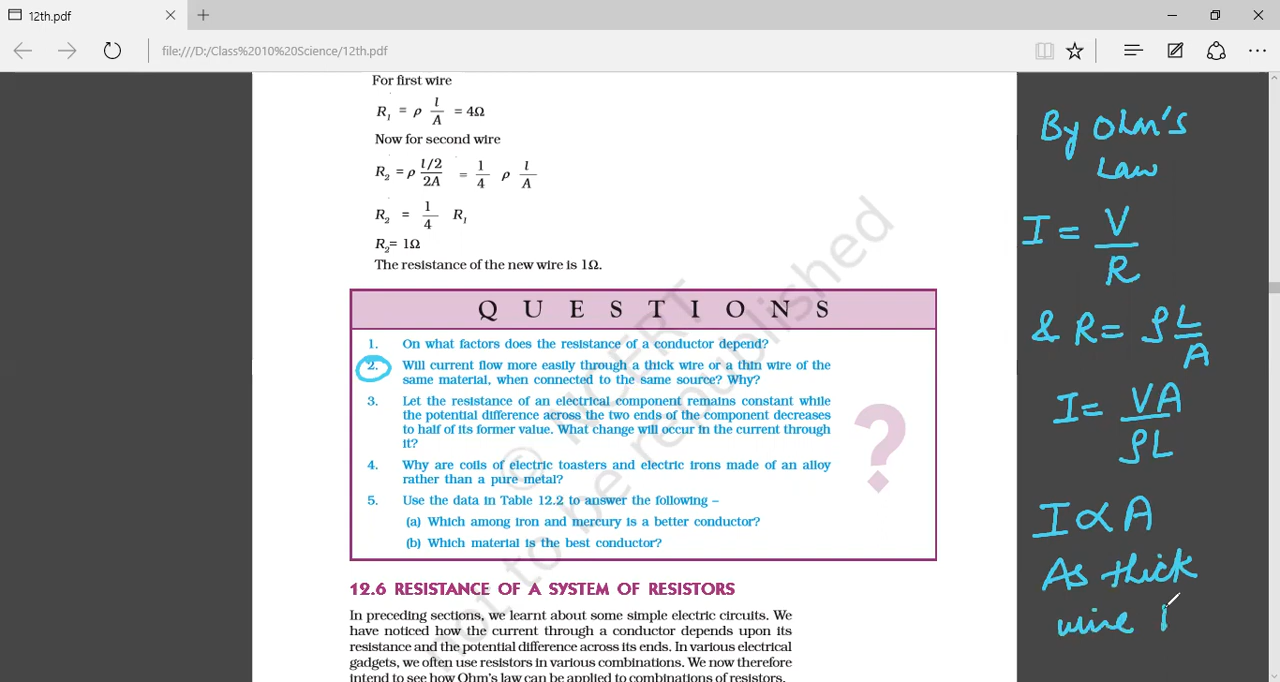 12th.pdf
file:///D:/Class%2010%20Science/12th.pdf
For first wire
R₁ = ρ l/A = 4Ω
Now for second wire
R₂ = ρ (l/2)/(2A) = 1/4 ρ l/A
R₂ = 1/4 R₁
R₂= 1Ω
The resistance of the new wire is 1Ω.
QUESTIONS
1. On what factors does the resistance of a conductor depend?
2. Will current flow more easily through a thick wire or a thin wire of the
same material, when connected to the same source? Why?
3. Let the resistance of an electrical component remains constant while
the potential difference across the two ends of the component decreases
to half of its former value. What change will occur in the current through
it?
4. Why are coils of electric toasters and electric irons made of an alloy
rather than a pure metal?
5. Use the data in Table 12.2 to answer the following –
(a) Which among iron and mercury is a better conductor?
(b) Which material is the best conductor?
?
12.6 RESISTANCE OF A SYSTEM OF RESISTORS
In preceding sections, we learnt about some simple electric circuits. We
have noticed how the current through a conductor depends upon its
resistance and the potential difference across its ends. In various electrical
gadgets, we often use resistors in various combinations. We now therefore
intend to see how Ohm's law can be applied to combinations of resistors.
© NCERT
not to be republished
By Ohm's
Law
I = V/R
& R = ρ L/A
I = VA/ρL
I ∝ A
As thick
wire